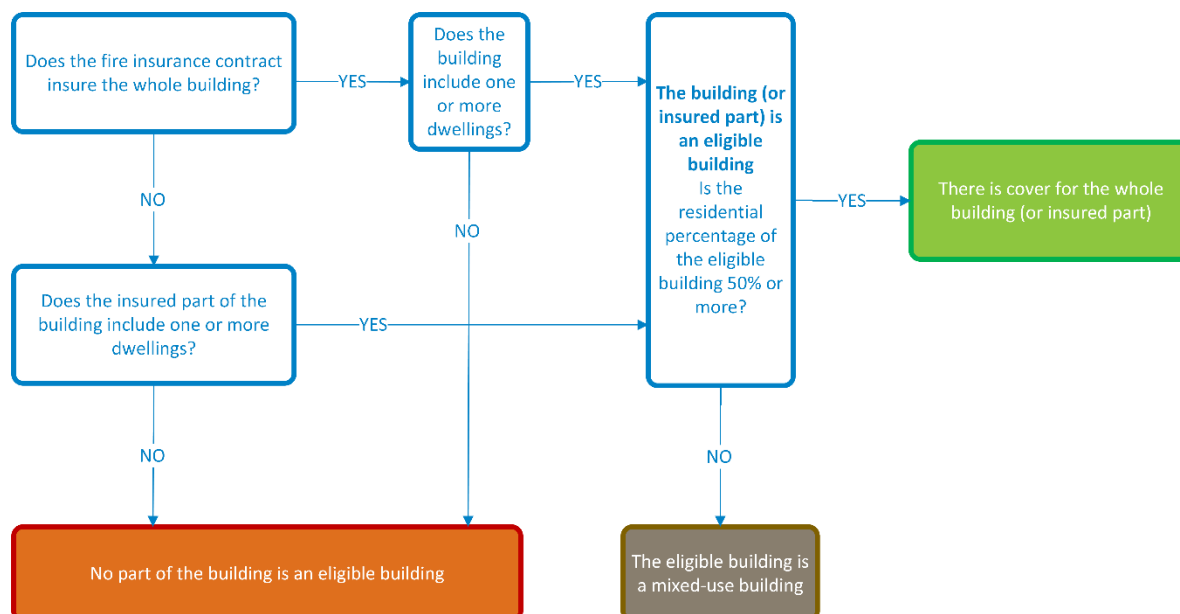 Does the fire insurance contract
insure the whole building?
YES
Does the
building
include one
or more
dwellings?
YES
The building (or
insured part) is
an eligible
building
Is the
residential
percentage of
the eligible
building 50% or
more?
YES
There is cover for the whole
building (or insured part)
NO
NO
Does the insured part of the
building include one or more
dwellings?
YES
NO
NO
No part of the building is an eligible building
The eligible building is
a mixed-use building